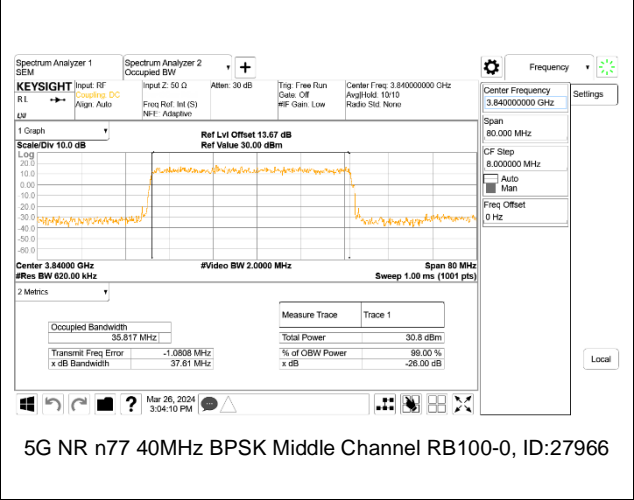 Spectrum Analyzer 1
SEM
Spectrum Analyzer 2
Occupied BW
Frequency
KEYSIGHT
R L
Input: RF
Coupling: DC
Align: Auto
Input Z: 50 Ω
Freq Ref: Int (S)
NFE: Adaptive
Atten: 30 dB
Trig: Free Run
Gate: Off
#IF Gain: Low
Center Freq: 3.840000000 GHz
Avg|Hold: 10/10
Radio Std: None
Center Frequency
3.840000000 GHz
Settings
Span
80.000 MHz
CF Step
8.000000 MHz
Auto
Man
Freq Offset
0 Hz
1 Graph
Scale/Div 10.0 dB
Ref Lvl Offset 13.67 dB
Ref Value 30.00 dBm
Log
20.0
10.0
0.00
-10.0
-20.0
-30.0
-40.0
-50.0
-60.0
Center 3.84000 GHz
#Res BW 620.00 kHz
#Video BW 2.0000 MHz
Span 80 MHz
Sweep 1.00 ms (1001 pts)
2 Metrics
Measure Trace Trace 1
Occupied Bandwidth
35.817 MHz
Total Power 30.8 dBm
Transmit Freq Error -1.0808 MHz
% of OBW Power 99.00 %
x dB Bandwidth 37.61 MHz
x dB -26.00 dB
Local
Mar 26, 2024
3:04:10 PM
5G NR n77 40MHz BPSK Middle Channel RB100-0, ID:27966